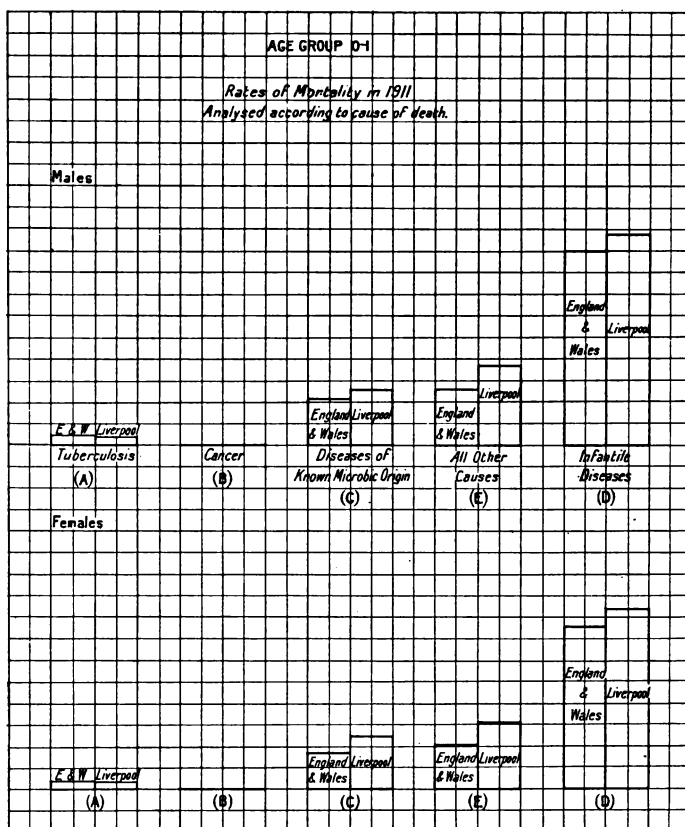 AGE GROUP 0-1
Rates of Mortality in 1911
Analysed according to cause of death.
Males
England
&
Wales
Liverpool
England
& Wales
Liverpool
England
& Wales
Liverpool
E & W Liverpool
Tuberculosis
(A)
Cancer
(B)
Diseases of
Known Microbic Origin
(C)
All Other
Causes
(E)
Infantile
Diseases
(D)
Females
England
&
Wales
Liverpool
England
& Wales
Liverpool
England
& Wales
Liverpool
E & W Liverpool
(A)
(B)
(C)
(E)
(D)